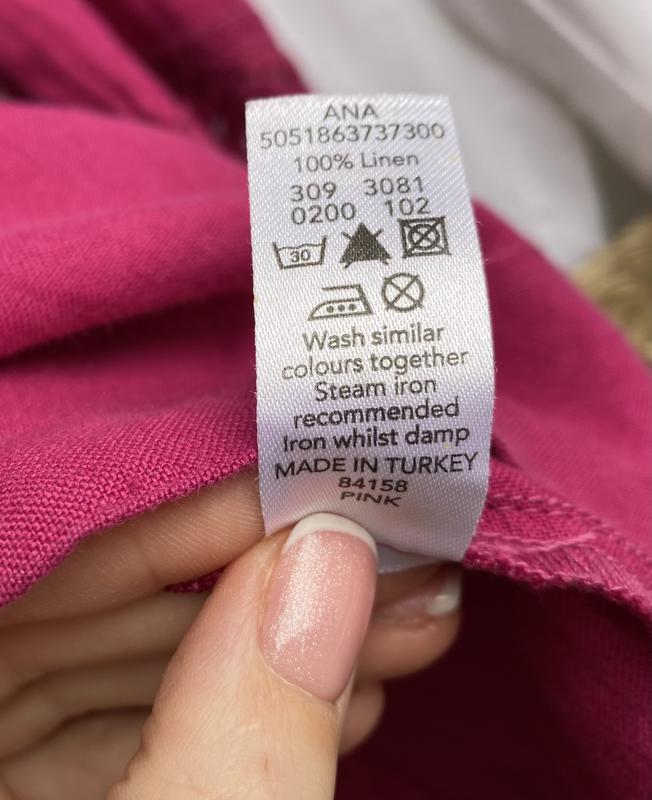 ANA
5051863737300
100% Linen
309 3081
0200 102
30
Wash similar
colours together
Steam iron
recommended
Iron whilst damp
MADE IN TURKEY
84158
PINK